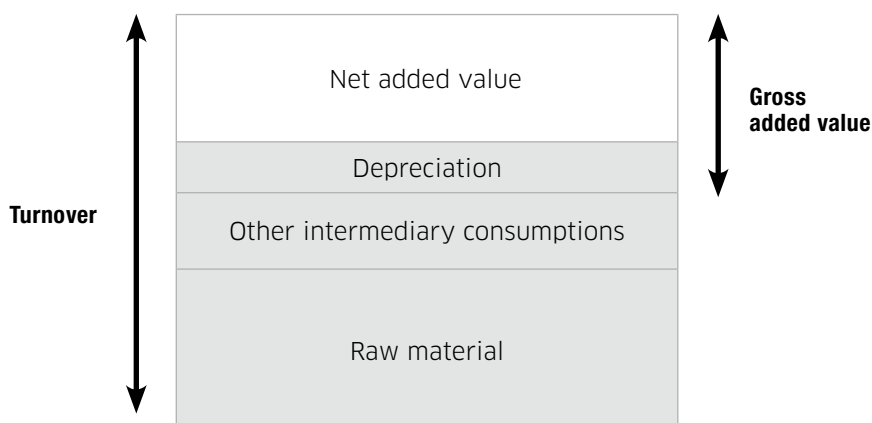 Net added value
Gross
added value
Depreciation
Turnover
Other intermediary consumptions
Raw material